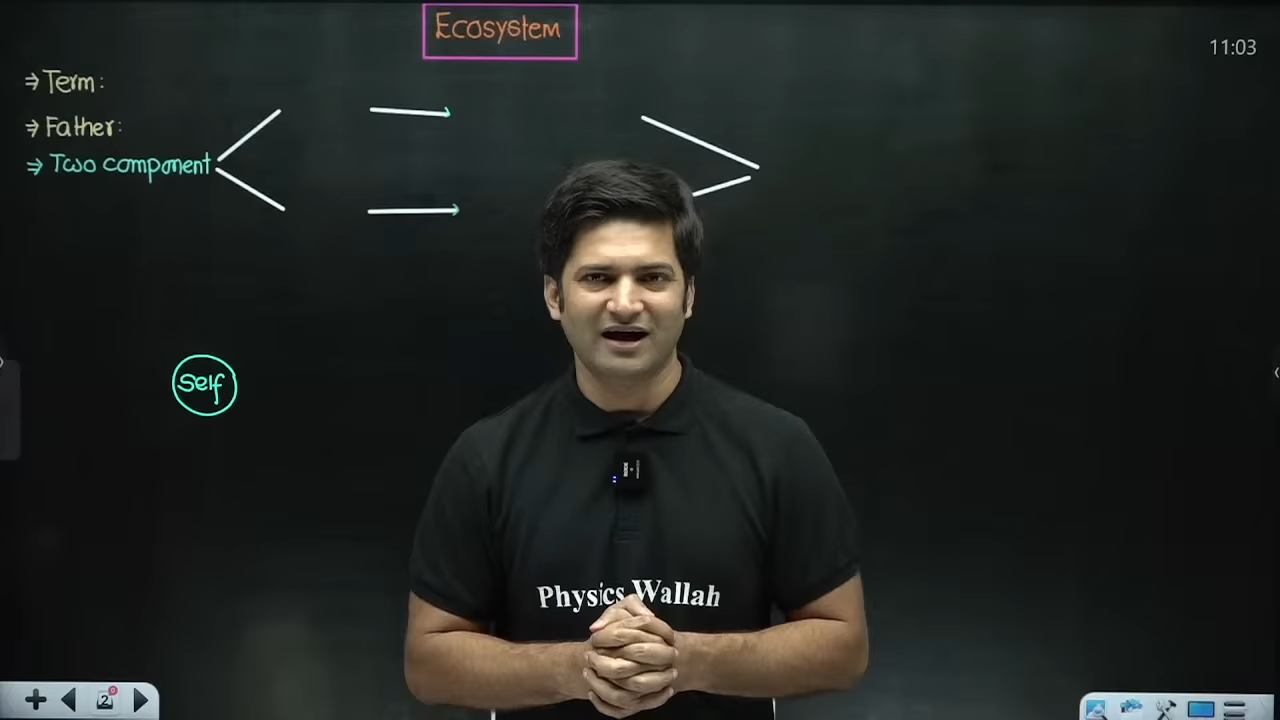 Ecosystem
11:03
⇒ Term:
⇒ Father:
⇒ Two component
Self
Physics Wallah
2